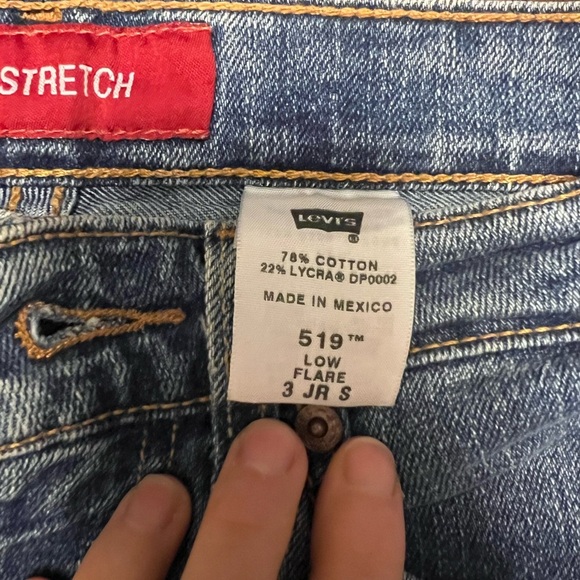 STRETCH
Levi's
®
78% COTTON
22% LYCRA® DP0002
MADE IN MEXICO
519™
LOW
FLARE
3 JR S